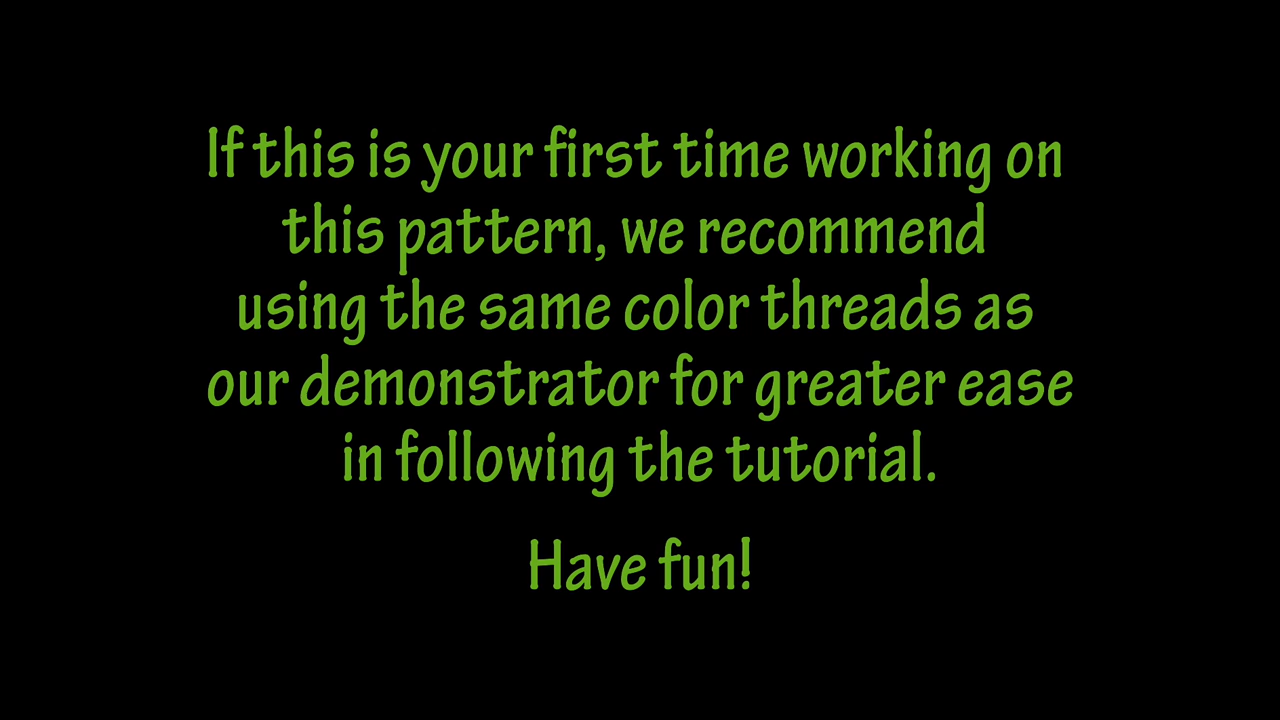 If this is your first time working on
this pattern, we recommend
using the same color threads as
our demonstrator for greater ease
in following the tutorial.
Have fun!